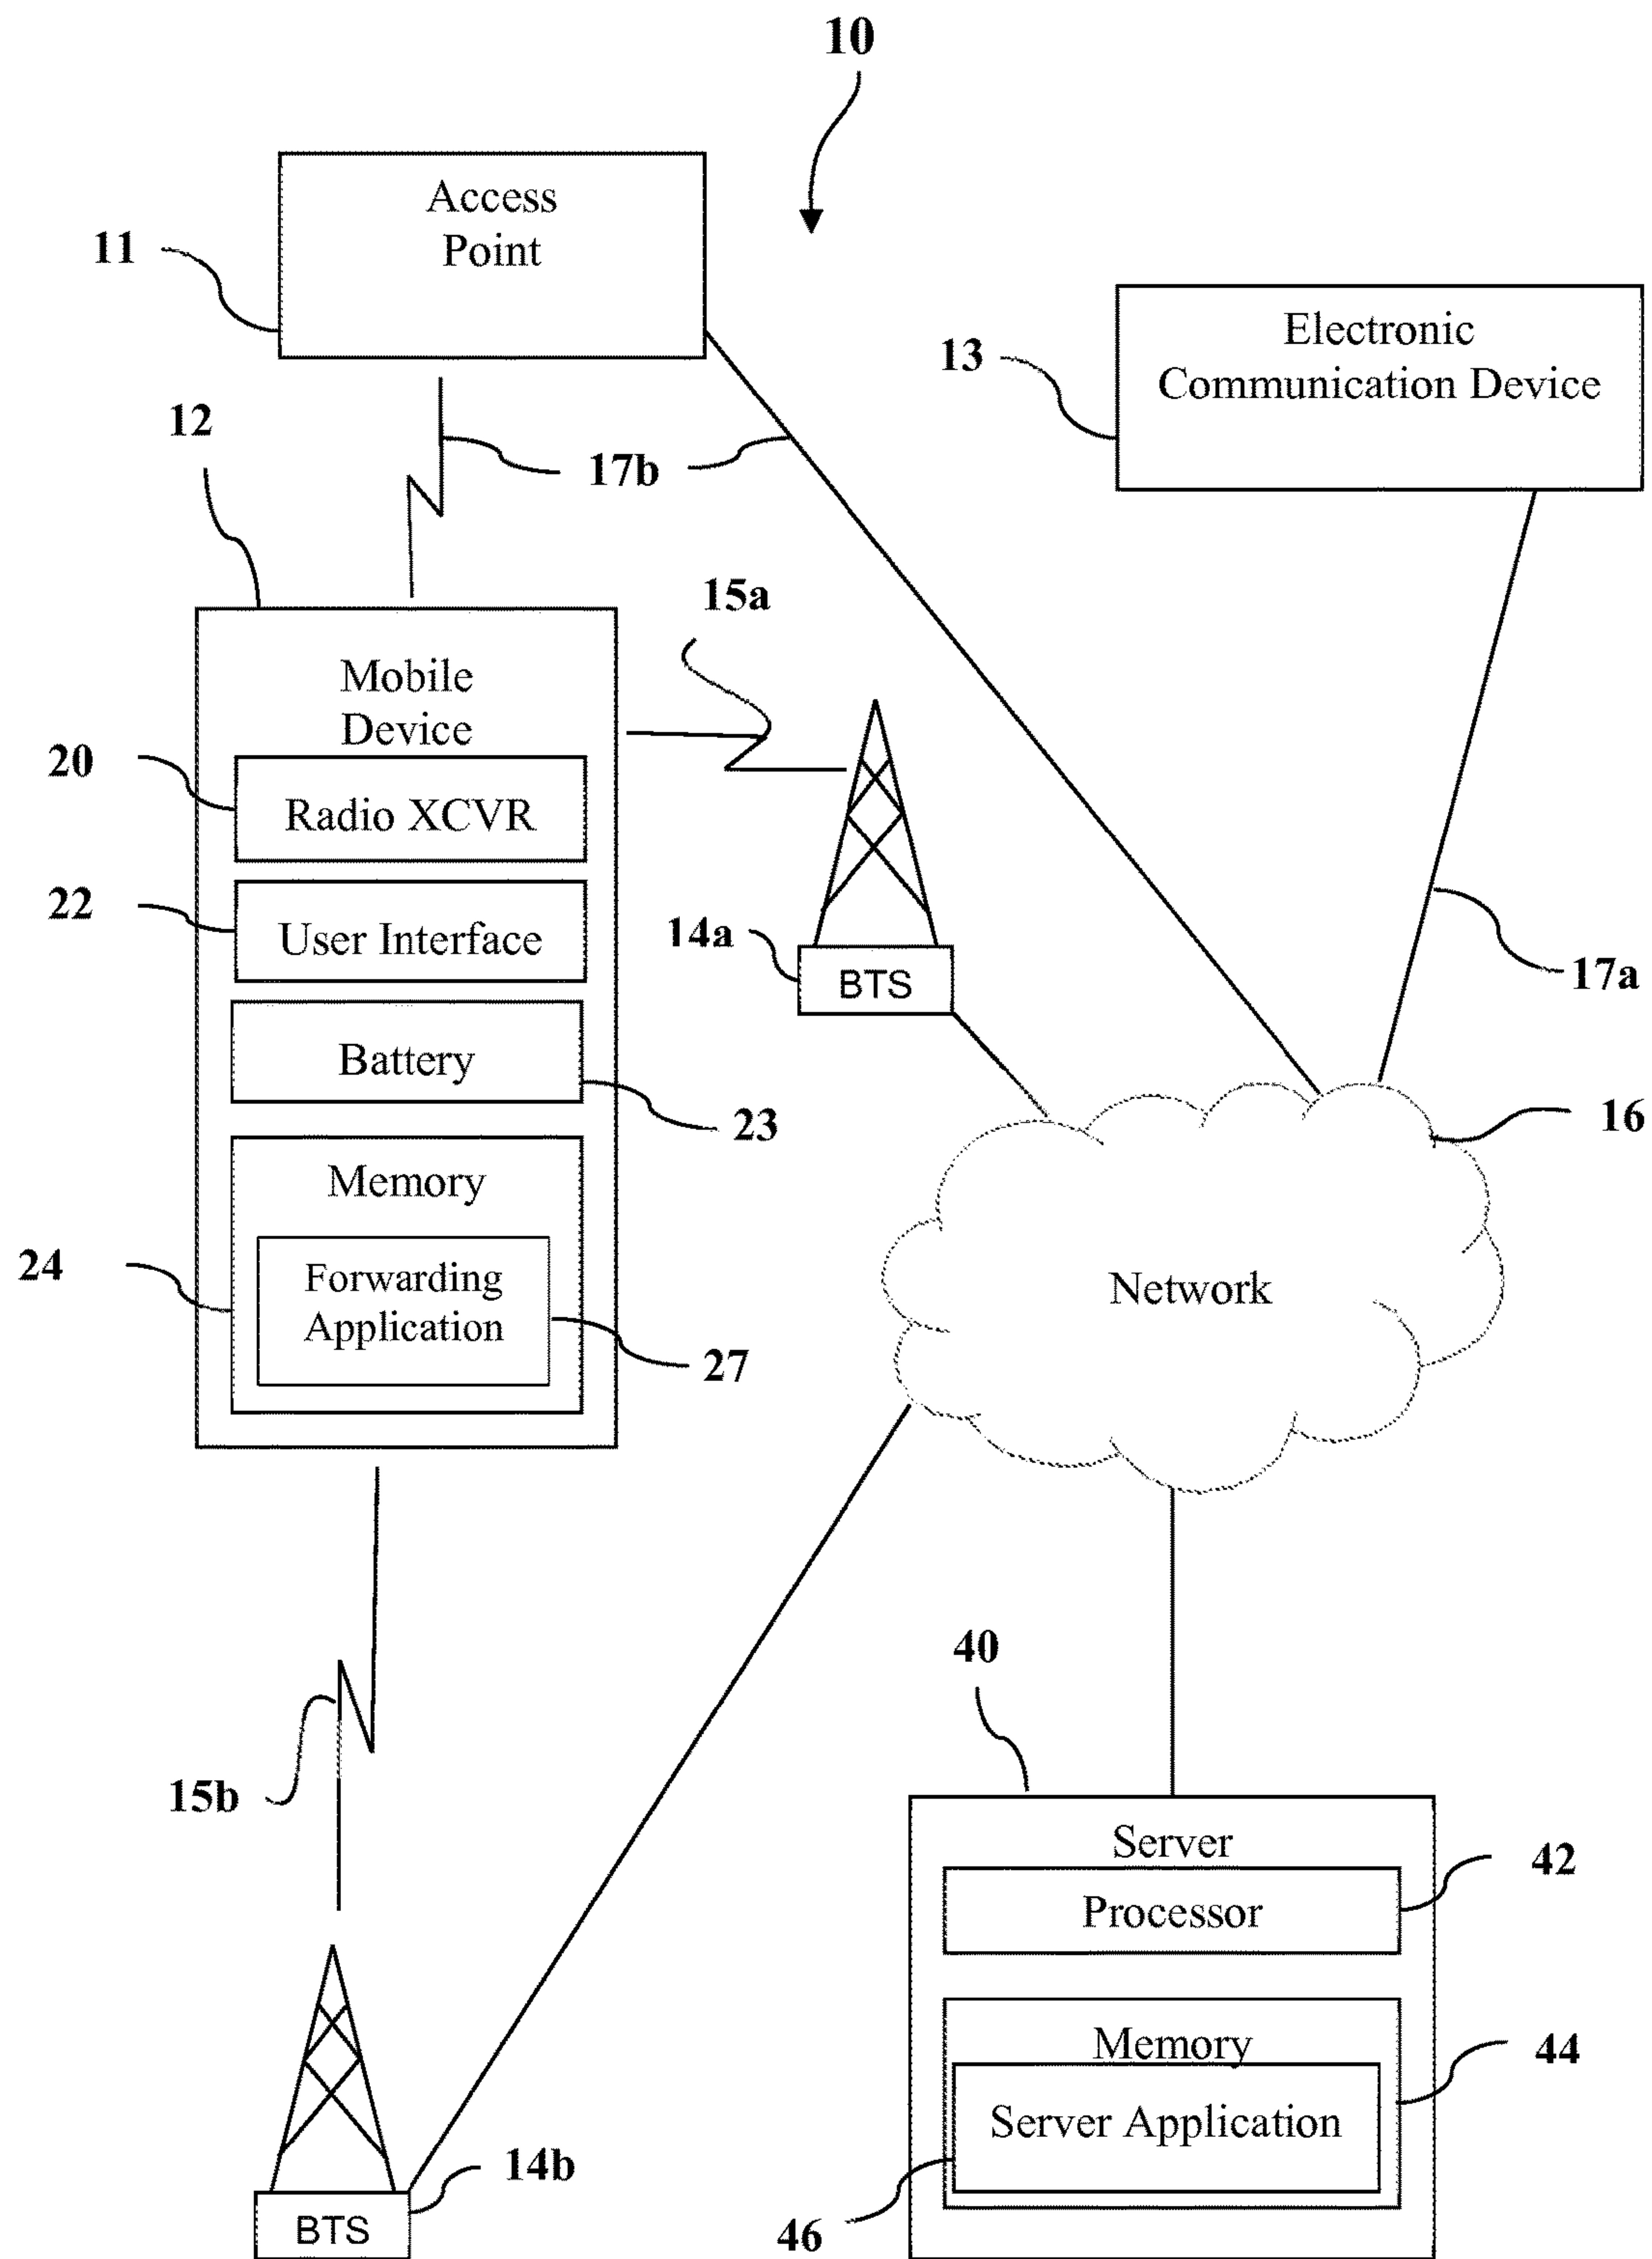 10
Access
Point
11
Electronic
Communication Device
13
12
17b
15a
Mobile
Device
20
Radio XCVR
22
User Interface
14a
BTS
17a
Battery
23
16
Memory
24
Forwarding
Application
27
Network
40
15b
Server
42
Processor
Memory
44
Server Application
14b
BTS
46